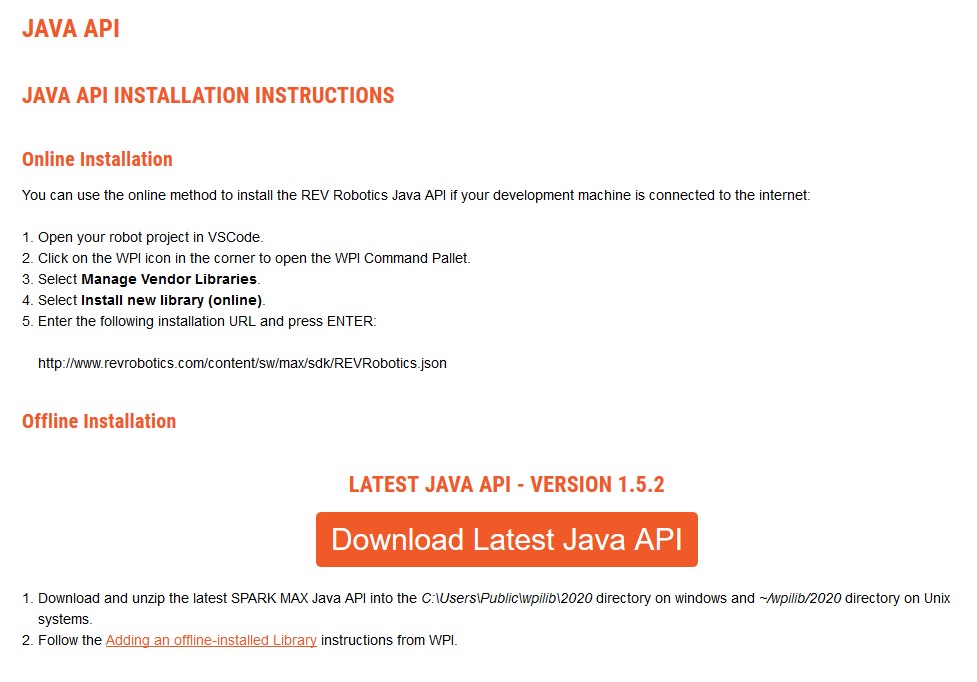 JAVA API
JAVA API INSTALLATION INSTRUCTIONS
Online Installation
You can use the online method to install the REV Robotics Java API if your development machine is connected to the internet:
1. Open your robot project in VSCode.
2. Click on the WPI icon in the corner to open the WPI Command Pallet.
3. Select Manage Vendor Libraries.
4. Select Install new library (online).
5. Enter the following installation URL and press ENTER:
http://www.revrobotics.com/content/sw/max/sdk/REVRobotics.json
Offline Installation
LATEST JAVA API - VERSION 1.5.2
Download Latest Java API
1. Download and unzip the latest SPARK MAX Java API into the C:\Users\Public\wpilib\2020 directory on windows and ~/wpilib/2020 directory on Unix
systems.
2. Follow the Adding an offline-installed Library instructions from WPI.